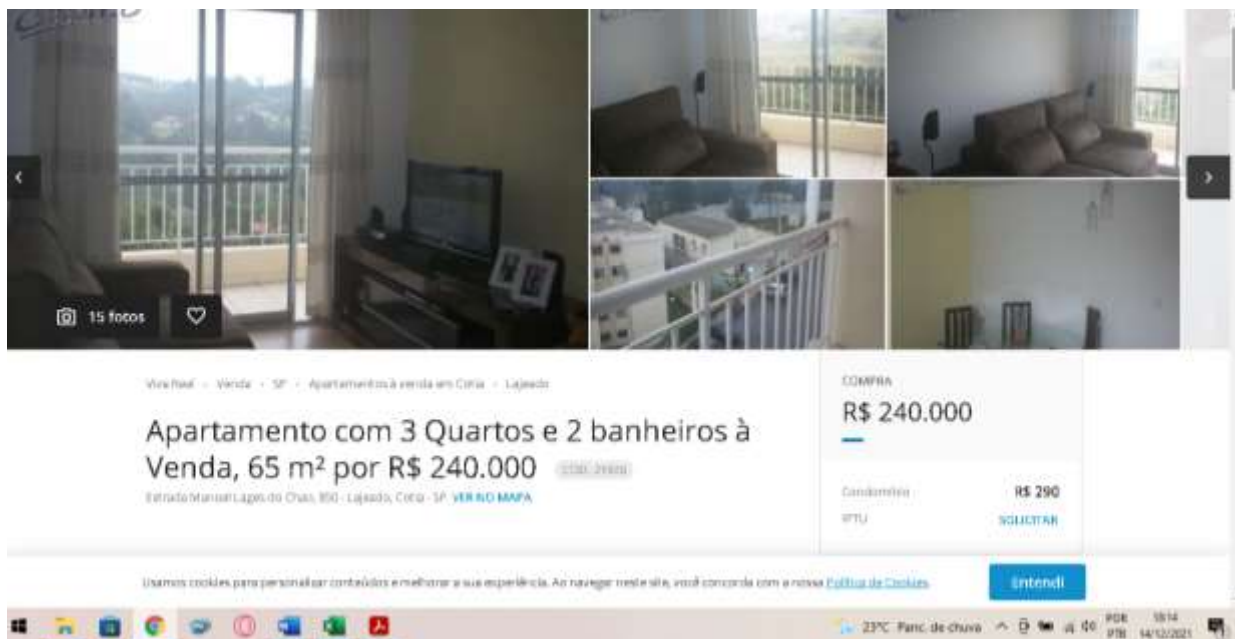 15 fotos
Viva Real - Venda - SP - Apartamentos à venda em Cotia - Lajeado
Apartamento com 3 Quartos e 2 banheiros à
Venda, 65 m² por R$ 240.000
Estrada Manoel Lages do Chao, 850 - Lajeado, Cotia - SP VER NO MAPA
COMPRA
R$ 240.000
Condomínio R$ 290
IPTU SOLICITAR
Usamos cookies para personalizar conteúdos e melhorar a sua experiência. Ao navegar neste site, você concorda com a nossa Política de Cookies.
Entendi
23°C Panc. de chuva
POR
PTB
14/12/2021